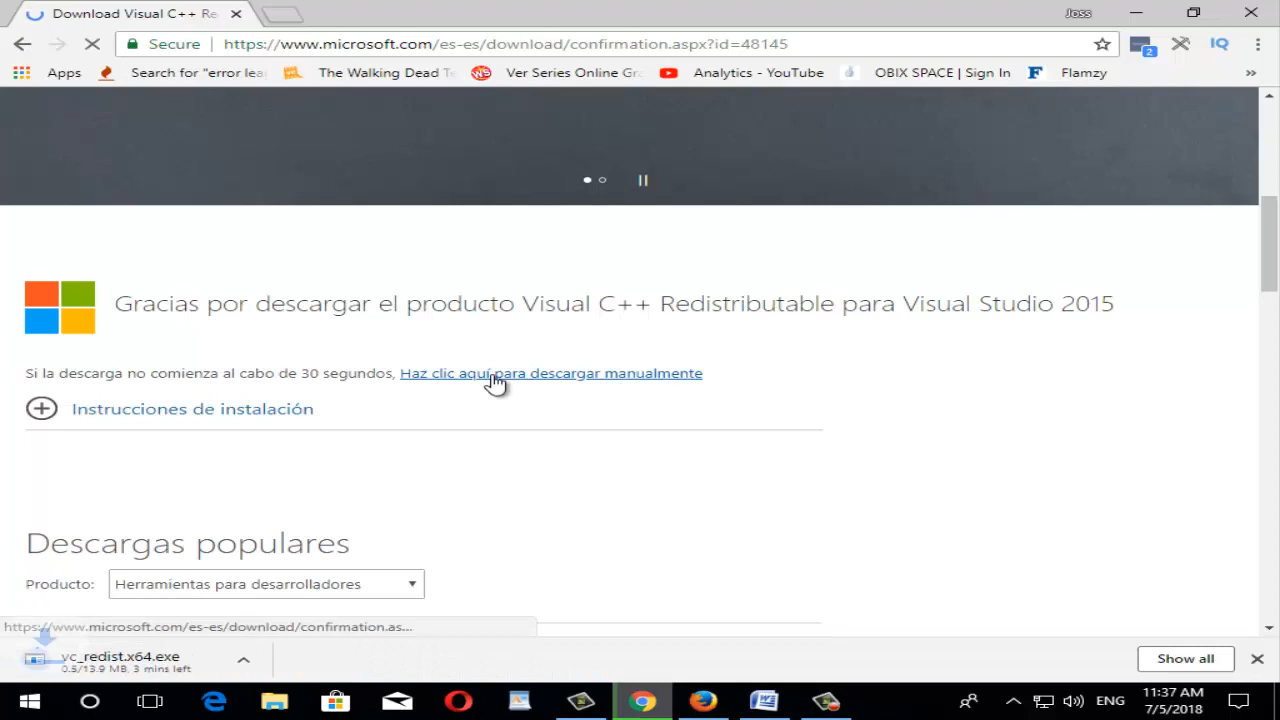 Download Visual C++ Re
Joss
Secure
https://www.microsoft.com/es-es/download/confirmation.aspx?id=48145
2
IQ
Apps
Search for "error lea
The Walking Dead T
Ver Series Online Gr
Analytics - YouTube
OBIX SPACE | Sign In
F
Flamzy
»
Gracias por descargar el producto Visual C++ Redistributable para Visual Studio 2015
Si la descarga no comienza al cabo de 30 segundos, Haz clic aquí para descargar manualmente
Instrucciones de instalación
Descargas populares
Producto: Herramientas para desarrolladores
https://www.microsoft.com/es-es/download/confirmation.as...
vc_redist.x64.exe
0.5/13.9 MB, 3 mins left
Show all
ENG
11:37 AM
7/5/2018